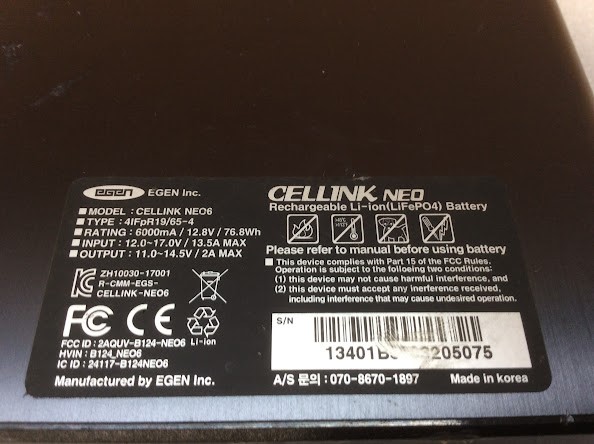 egen EGEN Inc.
■ MODEL : CELLINK NEO6
■ TYPE : 4IFpR19/65-4
■ RATING : 6000mA / 12.8V / 76.8Wh
■ INPUT : 12.0~17.0V / 13.5A MAX
■ OUTPUT : 11.0~14.5V / 2A MAX
ZH10030-17001
R-CMM-EGS-
CELLINK-NEO6
FC CE Li-ion
FCC ID : 2AQUV-B124-NEO6
HVIN : B124_NEO6
IC ID : 24117-B124NEO6
Manufactured by EGEN Inc.
CELLINK NEO
Rechargeable Li-ion(LiFePO4) Battery
Please refer to manual before using battery
■ This device complies with Part 15 of the FCC Rules.
Operation is subject to the folloeing two conditions:
(1) this device may not cause harmful interference, and
(2) this device must accept any interference received,
including interference that may cause undesired operation.
S/N
205075
A/S 문의 : 070-8670-1897
Made in korea